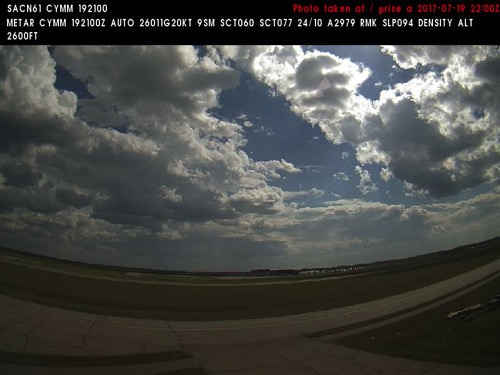 SACN61 CYMM 192100 Photo taken at / prise a 2017-07-19 22:00Z
METAR CYMM 192100Z AUTO 26011G20KT 9SM SCT060 SCT077 24/10 A2979 RMK SLP094 DENSITY ALT
2600FT